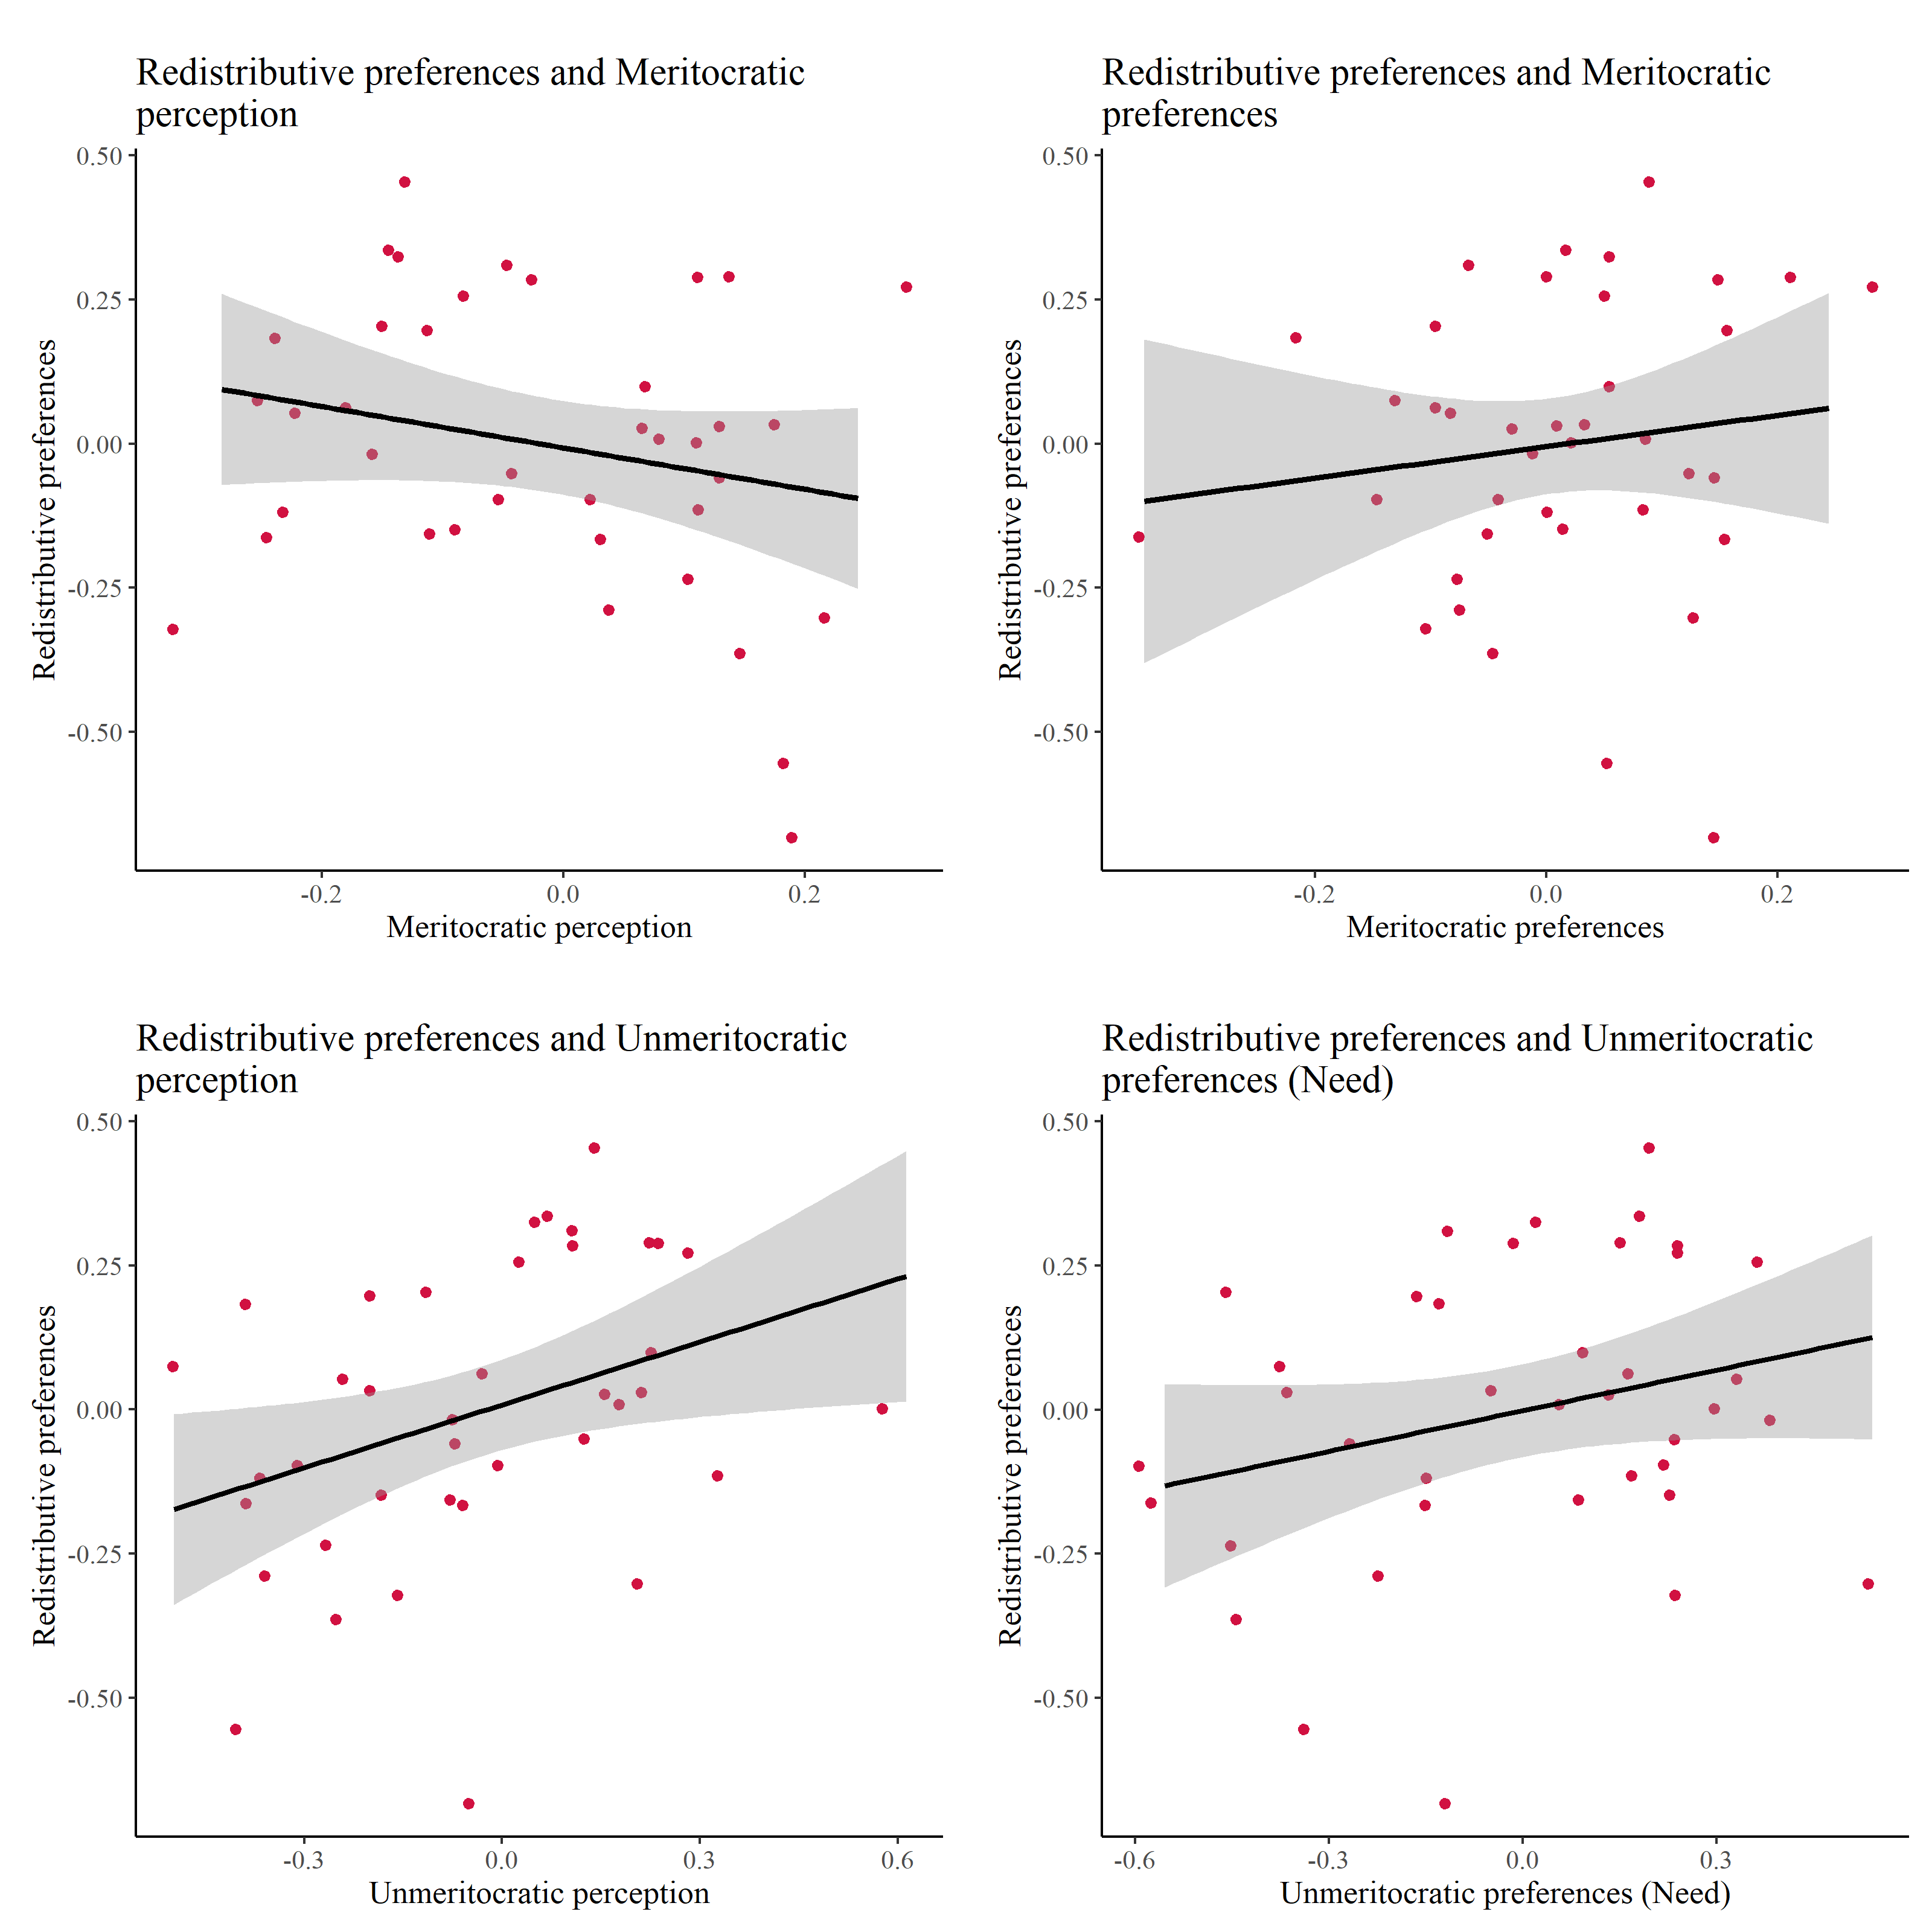 Redistributive preferences and Meritocratic
perception
Redistributive preferences
0.50
0.25
0.00
-0.25
-0.50
-0.2
0.0
0.2
Meritocratic perception
Redistributive preferences and Meritocratic
preferences
Redistributive preferences
0.50
0.25
0.00
-0.25
-0.50
-0.2
0.0
0.2
Meritocratic preferences
Redistributive preferences and Unmeritocratic
perception
Redistributive preferences
0.50
0.25
0.00
-0.25
-0.50
-0.3
0.0
0.3
0.6
Unmeritocratic perception
Redistributive preferences and Unmeritocratic
preferences (Need)
Redistributive preferences
0.50
0.25
0.00
-0.25
-0.50
-0.6
-0.3
0.0
0.3
Unmeritocratic preferences (Need)